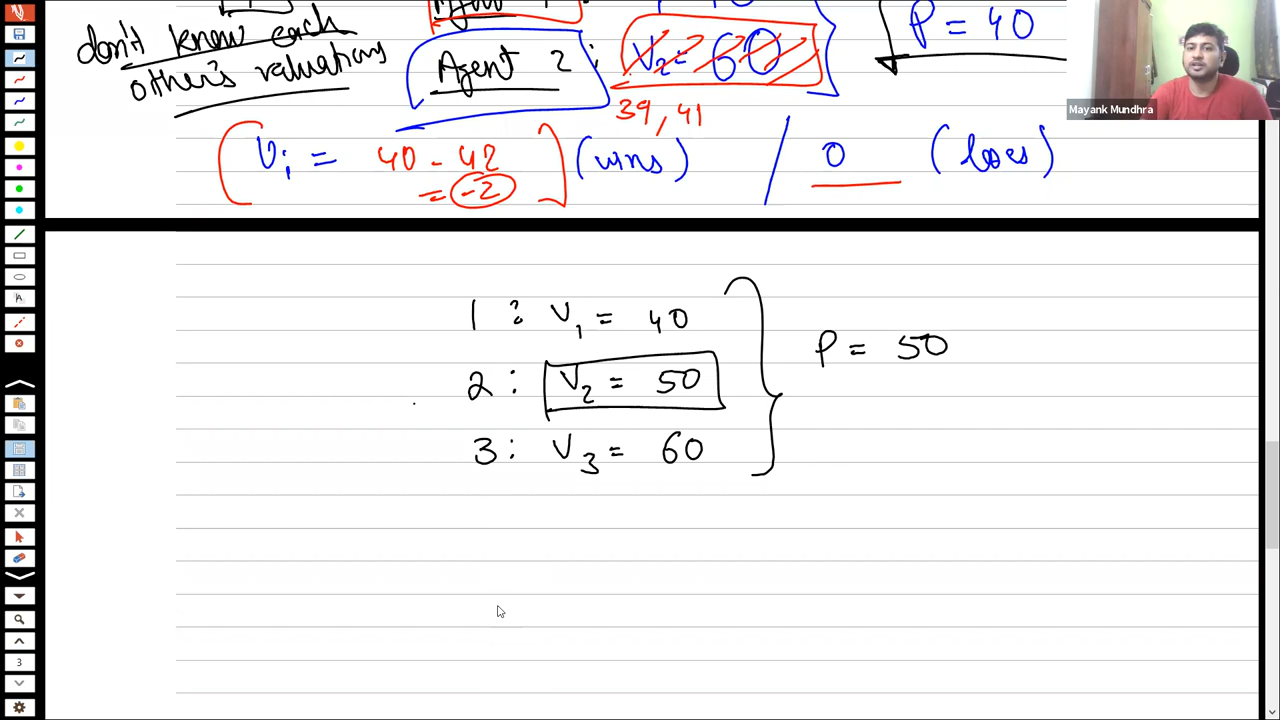 don't know each
other's valuations
Agent 2 : V2 = 60
P = 40
39, 41
Vi = 40 - 42 (wins) / 0 (loses)
= -2
Mayank Mundhra
1 : V1 = 40
2 : V2 = 50
3 : V3 = 60
P = 50
A
3